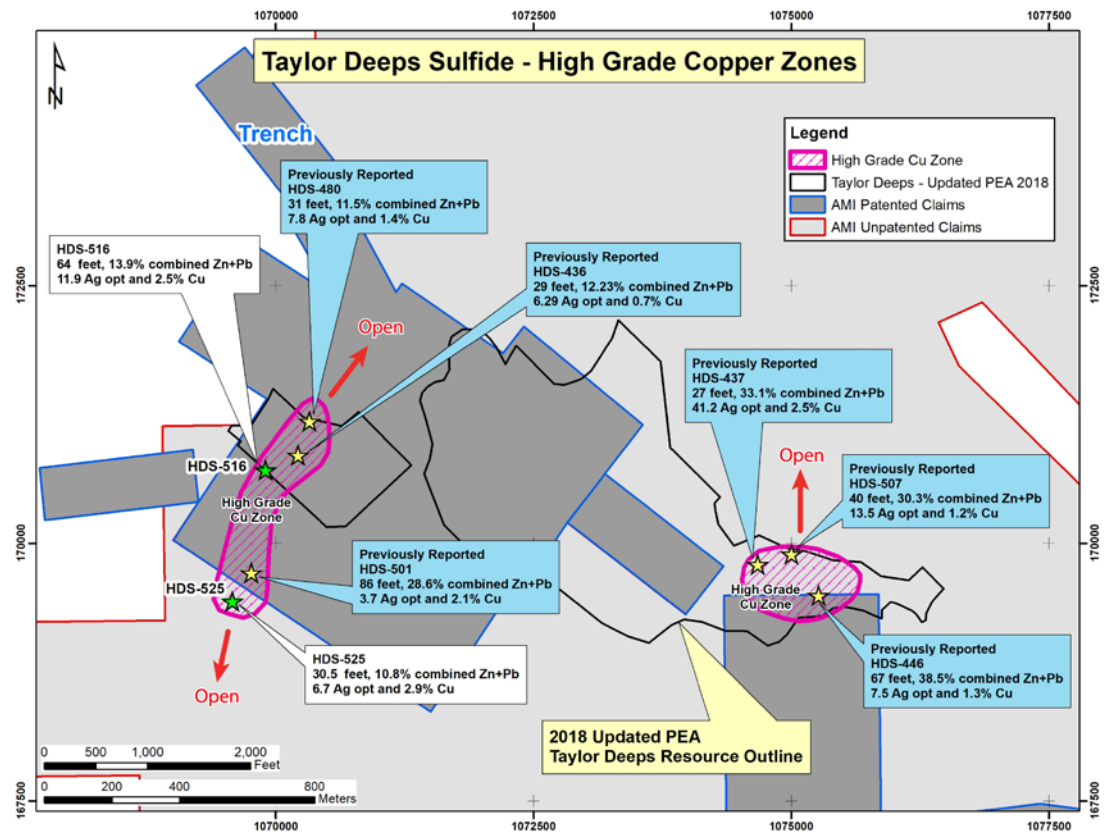 1070000
1072500
1075000
1077500
Taylor Deeps Sulfide - High Grade Copper Zones
N
Trench
Legend
High Grade Cu Zone
Taylor Deeps - Updated PEA 2018
AMI Patented Claims
AMI Unpatented Claims
Previously Reported
HDS-480
31 feet, 11.5% combined Zn+Pb
7.8 Ag opt and 1.4% Cu
HDS-516
64 feet, 13.9% combined Zn+Pb
11.9 Ag opt and 2.5% Cu
Previously Reported
HDS-436
29 feet, 12.23% combined Zn+Pb
6.29 Ag opt and 0.7% Cu
172500
172500
Open
Previously Reported
HDS-437
27 feet, 33.1% combined Zn+Pb
41.2 Ag opt and 2.5% Cu
Open
Previously Reported
HDS-507
40 feet, 30.3% combined Zn+Pb
13.5 Ag opt and 1.2% Cu
HDS-516
High Grade
Cu Zone
170000
170000
Previously Reported
HDS-501
86 feet, 28.6% combined Zn+Pb
3.7 Ag opt and 2.1% Cu
High Grade
Cu Zone
HDS-525
Previously Reported
HDS-446
67 feet, 38.5% combined Zn+Pb
7.5 Ag opt and 1.3% Cu
HDS-525
30.5 feet, 10.8% combined Zn+Pb
6.7 Ag opt and 2.9% Cu
Open
2018 Updated PEA
Taylor Deeps Resource Outline
0 500 1,000 2,000
Feet
0 200 400 800
Meters
167500
167500
1070000
1072500
1075000
1077500